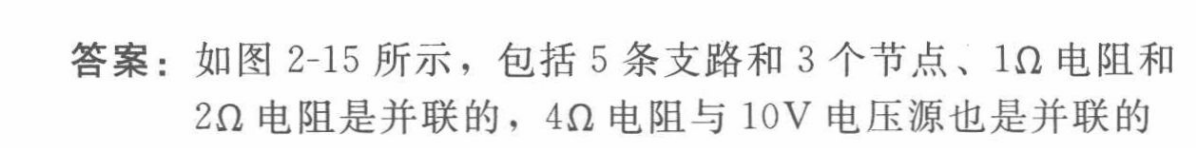 答案：如图 2-15 所示，包括 5 条支路和 3 个节点、1Ω 电阻和
2Ω 电阻是并联的，4Ω 电阻与 10V 电压源也是并联的